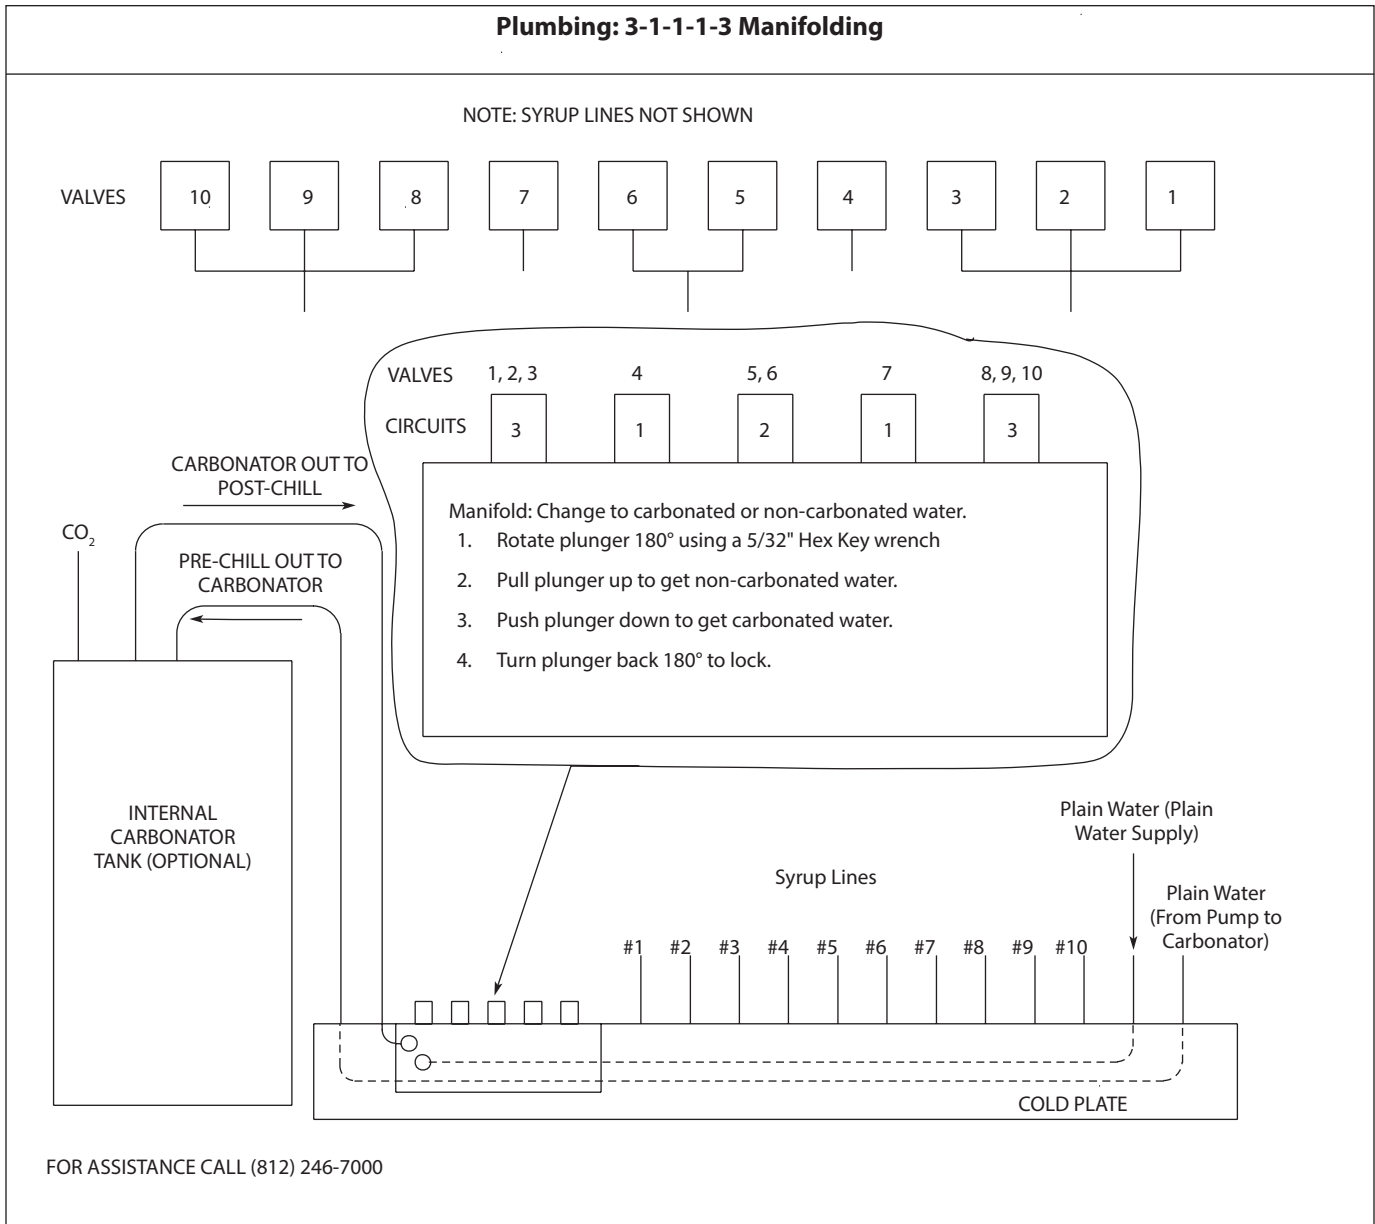 Plumbing: 3-1-1-1-3 Manifolding
NOTE: SYRUP LINES NOT SHOWN
VALVES 10 9 8 7 6 5 4 3 2 1
VALVES 1, 2, 3 4 5, 6 7 8, 9, 10
CIRCUITS 3 1 2 1 3
CARBONATOR OUT TO
POST-CHILL
CO2
PRE-CHILL OUT TO
CARBONATOR
Manifold: Change to carbonated or non-carbonated water.
1. Rotate plunger 180° using a 5/32" Hex Key wrench
2. Pull plunger up to get non-carbonated water.
3. Push plunger down to get carbonated water.
4. Turn plunger back 180° to lock.
INTERNAL
CARBONATOR
TANK (OPTIONAL)
Plain Water (Plain
Water Supply)
Syrup Lines
Plain Water
(From Pump to
Carbonator)
#1 #2 #3 #4 #5 #6 #7 #8 #9 #10
COLD PLATE
FOR ASSISTANCE CALL (812) 246-7000